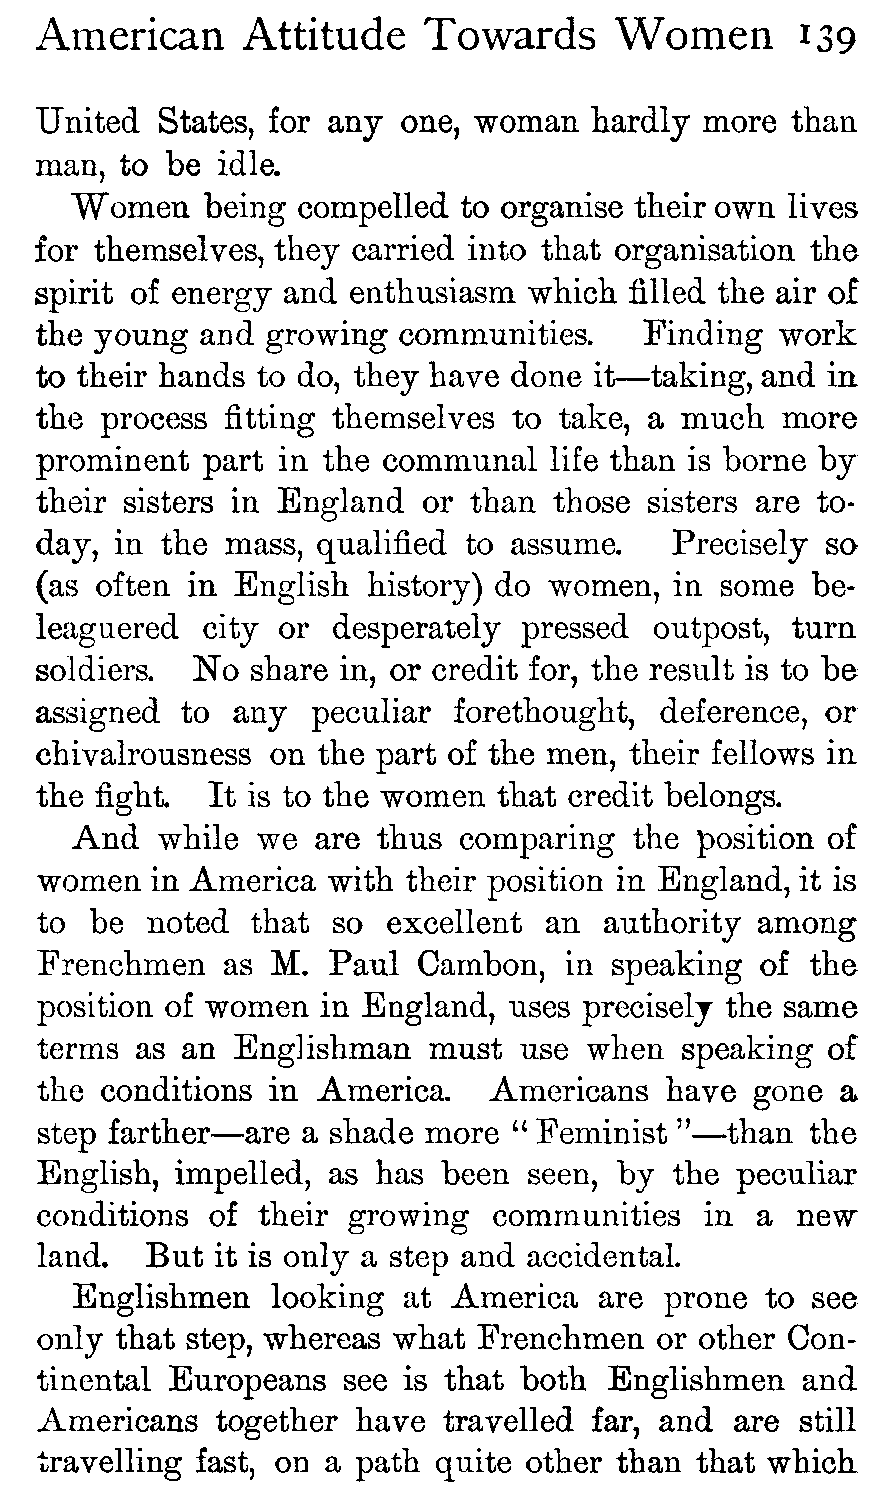 American Attitude Towards Women 139
United States, for any one, woman hardly more than
man, to be idle.
Women being compelled to organise their own lives
for themselves, they carried into that organisation the
spirit of energy and enthusiasm which filled the air of
the young and growing communities. Finding work
to their hands to do, they have done it—taking, and in
the process fitting themselves to take, a much more
prominent part in the communal life than is borne by
their sisters in England or than those sisters are to-
day, in the mass, qualified to assume. Precisely so
(as often in English history) do women, in some be-
leaguered city or desperately pressed outpost, turn
soldiers. No share in, or credit for, the result is to be
assigned to any peculiar forethought, deference, or
chivalrousness on the part of the men, their fellows in
the fight. It is to the women that credit belongs.
And while we are thus comparing the position of
women in America with their position in England, it is
to be noted that so excellent an authority among
Frenchmen as M. Paul Cambon, in speaking of the
position of women in England, uses precisely the same
terms as an Englishman must use when speaking of
the conditions in America. Americans have gone a
step farther—are a shade more “Feminist”—than the
English, impelled, as has been seen, by the peculiar
conditions of their growing communities in a new
land. But it is only a step and accidental.
Englishmen looking at America are prone to see
only that step, whereas what Frenchmen or other Con-
tinental Europeans see is that both Englishmen and
Americans together have travelled far, and are still
travelling fast, on a path quite other than that which